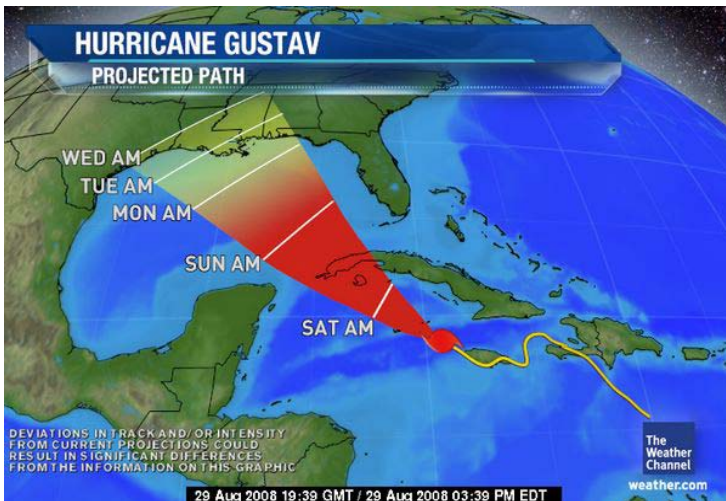 HURRICANE GUSTAV
PROJECTED PATH
WED AM
TUE AM
MON AM
SUN AM
SAT AM
DEVIATIONS IN TRACK AND/OR INTENSITY
FROM CURRENT PROJECTIONS COULD
RESULT IN SIGNIFICANT DIFFERENCES
FROM THE INFORMATION ON THIS GRAPHIC
The
Weather
Channel
weather.com
29 Aug 2008 19:39 GMT / 29 Aug 2008 03:39 PM EDT